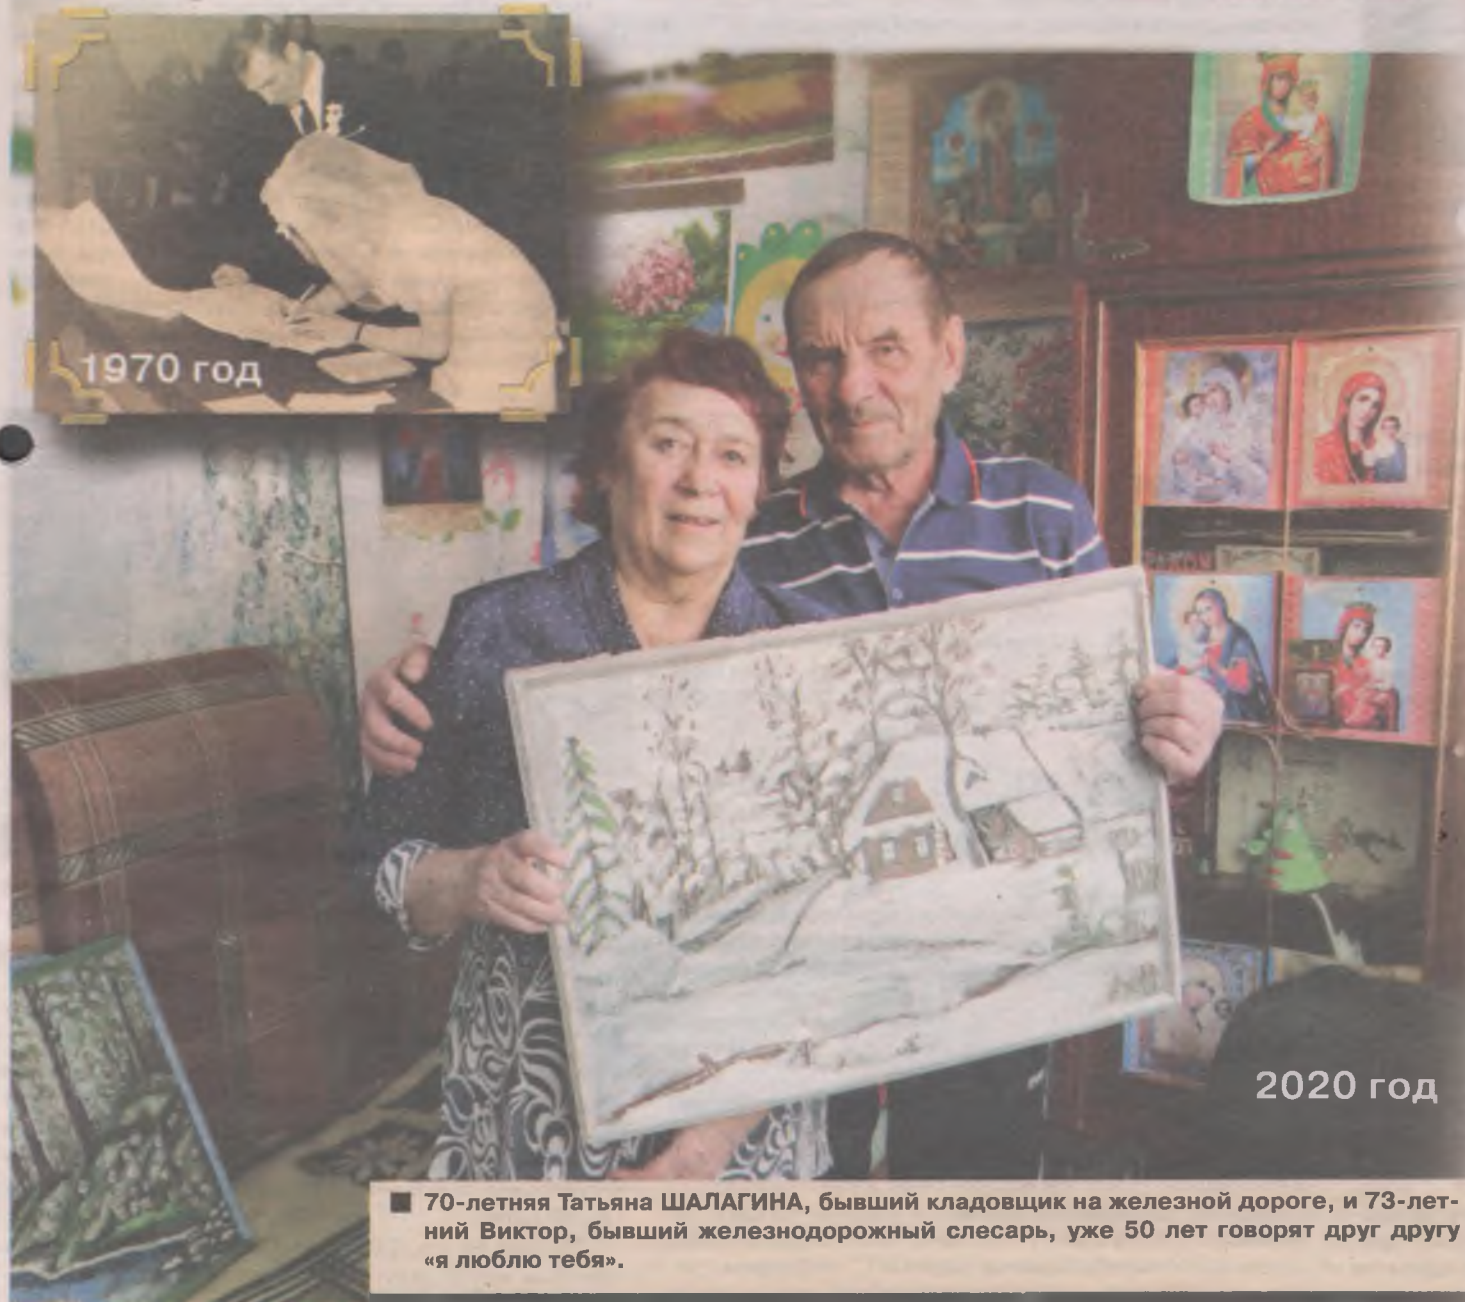 1970 год
2020 год
70-летняя Татьяна ШАЛАГИНА, бывший кладовщик на железной дороге, и 73-лет-
ний Виктор, бывший железнодорожный слесарь, уже 50 лет говорят друг другу
«я люблю тебя».